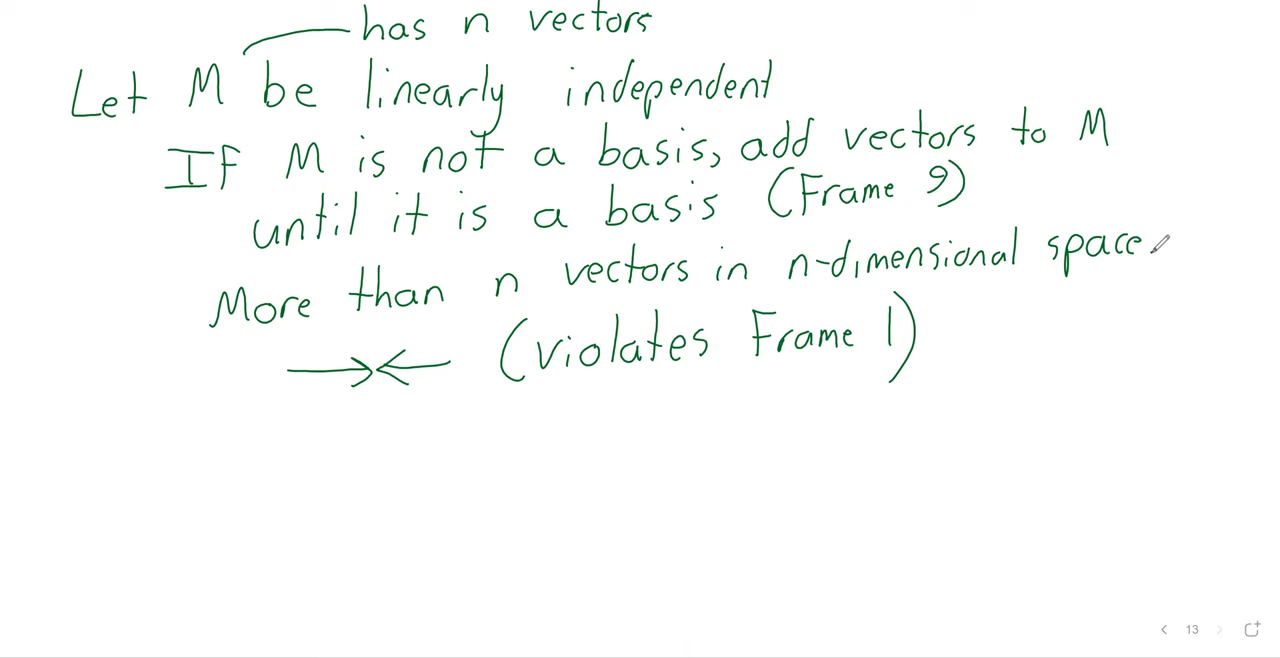 has n vectors
Let M be linearly independent
If M is not a basis, add vectors to M
until it is a basis (Frame 9)
More than n vectors in n-dimensional space
(violates Frame 1)
13